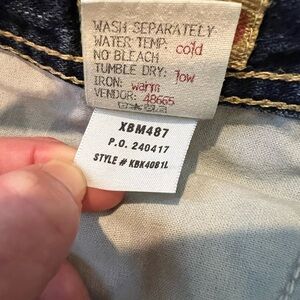 WASH SEPARATELY
WATER TEMP: cold
NO BLEACH
TUMBLE DRY: low
IRON: warm
VENDOR: 48665
XBM487
P.O. 240417
STYLE # KBK4081L